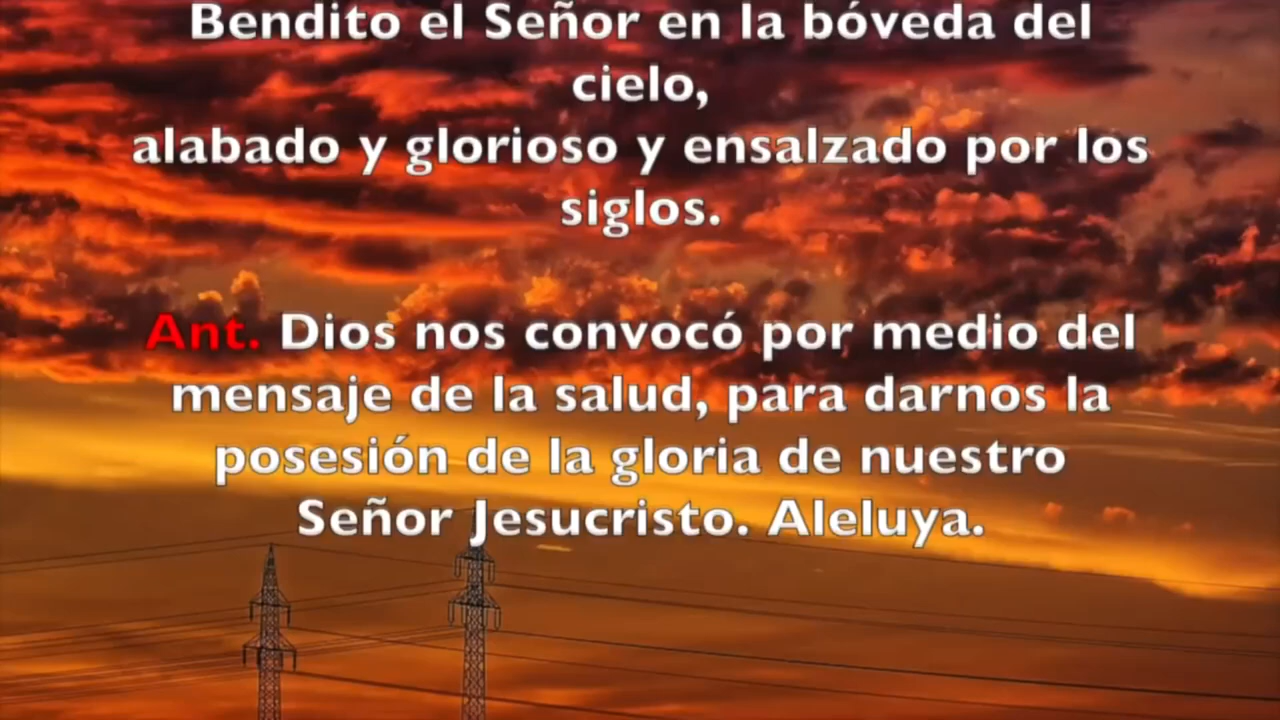 Bendito el Señor en la bóveda del
cielo,
alabado y glorioso y ensalzado por los
siglos.
Ant. Dios nos convocó por medio del
mensaje de la salud, para darnos la
posesión de la gloria de nuestro
Señor Jesucristo. Aleluya.